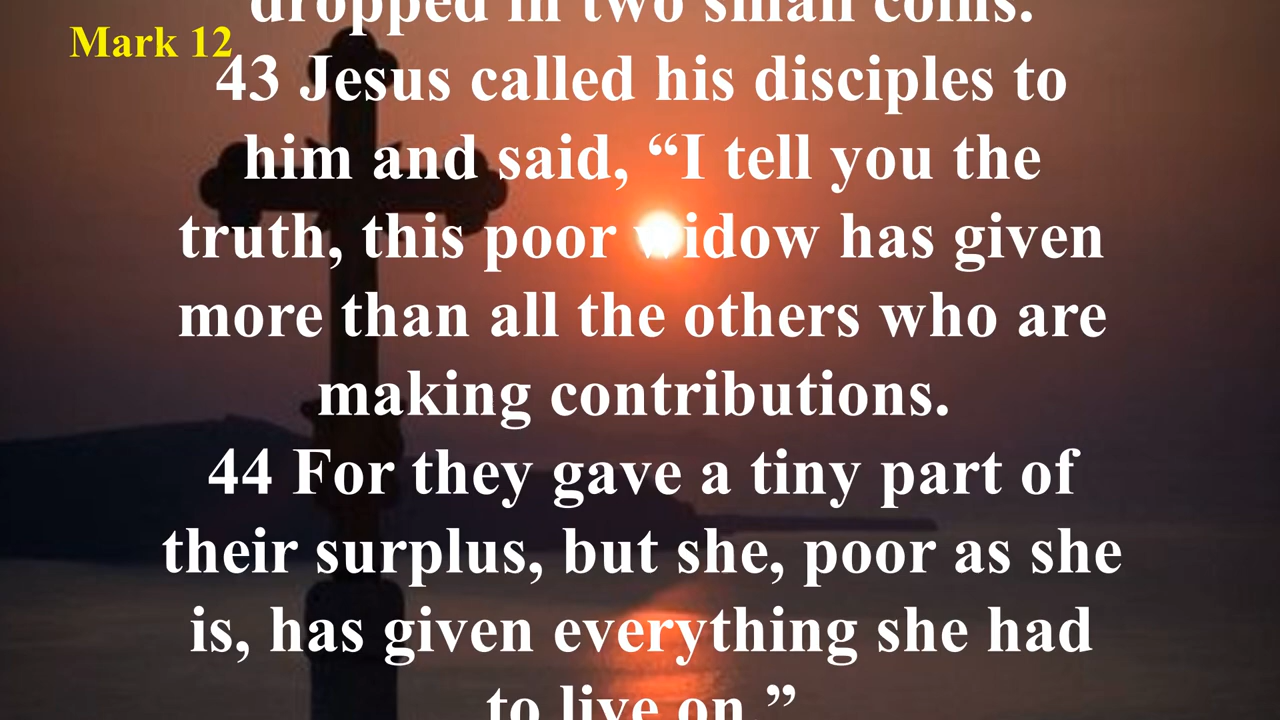 dropped in two small coins.
Mark 12
43 Jesus called his disciples to
him and said, “I tell you the
truth, this poor widow has given
more than all the others who are
making contributions.
44 For they gave a tiny part of
their surplus, but she, poor as she
is, has given everything she had
to live on.”